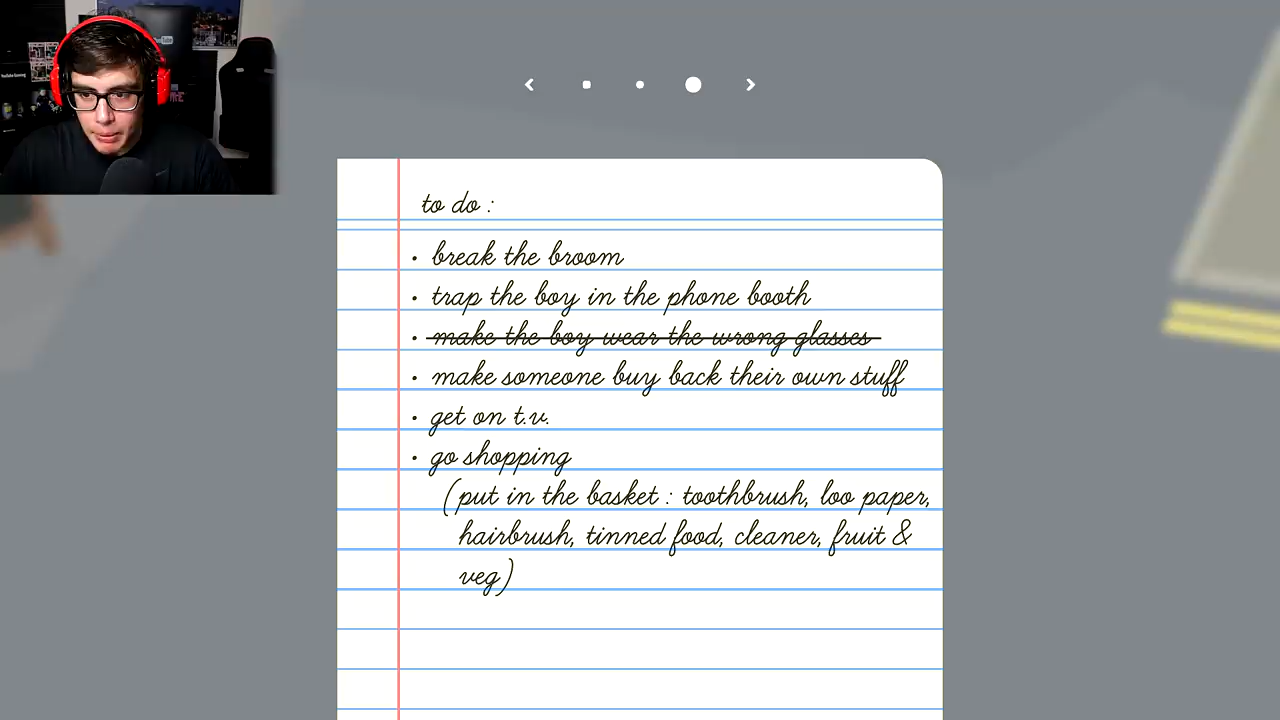 to do :
• break the broom
• trap the boy in the phone booth
• make the boy wear the wrong glasses
• make someone buy back their own stuff
• get on t.v.
• go shopping
(put in the basket : toothbrush, loo paper,
hairbrush, tinned food, cleaner, fruit &
veg)